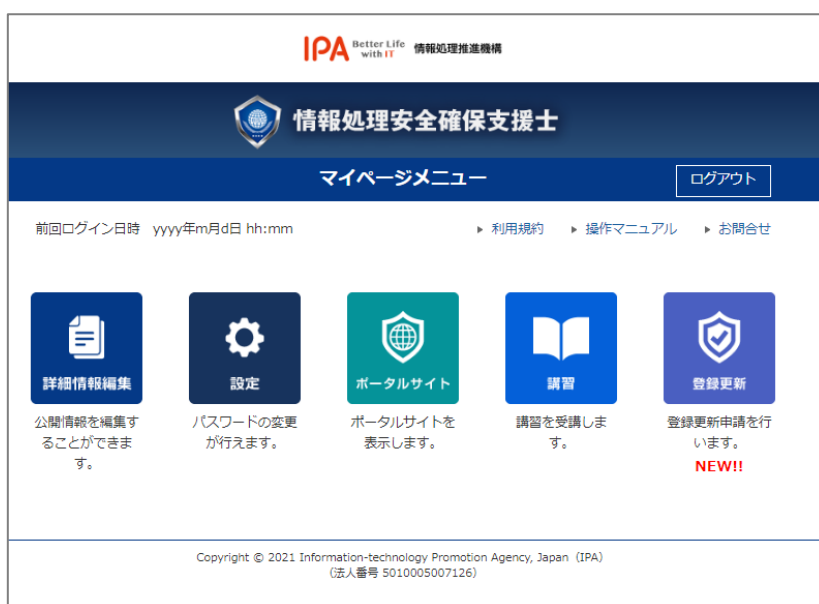 IPA Better Life with IT 情報処理推進機構
情報処理安全確保支援士
マイページメニュー
ログアウト
前回ログイン日時 yyyy年m月d日 hh:mm
利用規約
操作マニュアル
お問合せ
詳細情報編集
設定
ポータルサイト
講習
登録更新
公開情報を編集す
ることができま
す。
パスワードの変更
が行えます。
ポータルサイトを
表示します。
講習を受講しま
す。
登録更新申請を行
います。
NEW!!
Copyright © 2021 Information-technology Promotion Agency, Japan (IPA)
(法人番号 5010005007126)